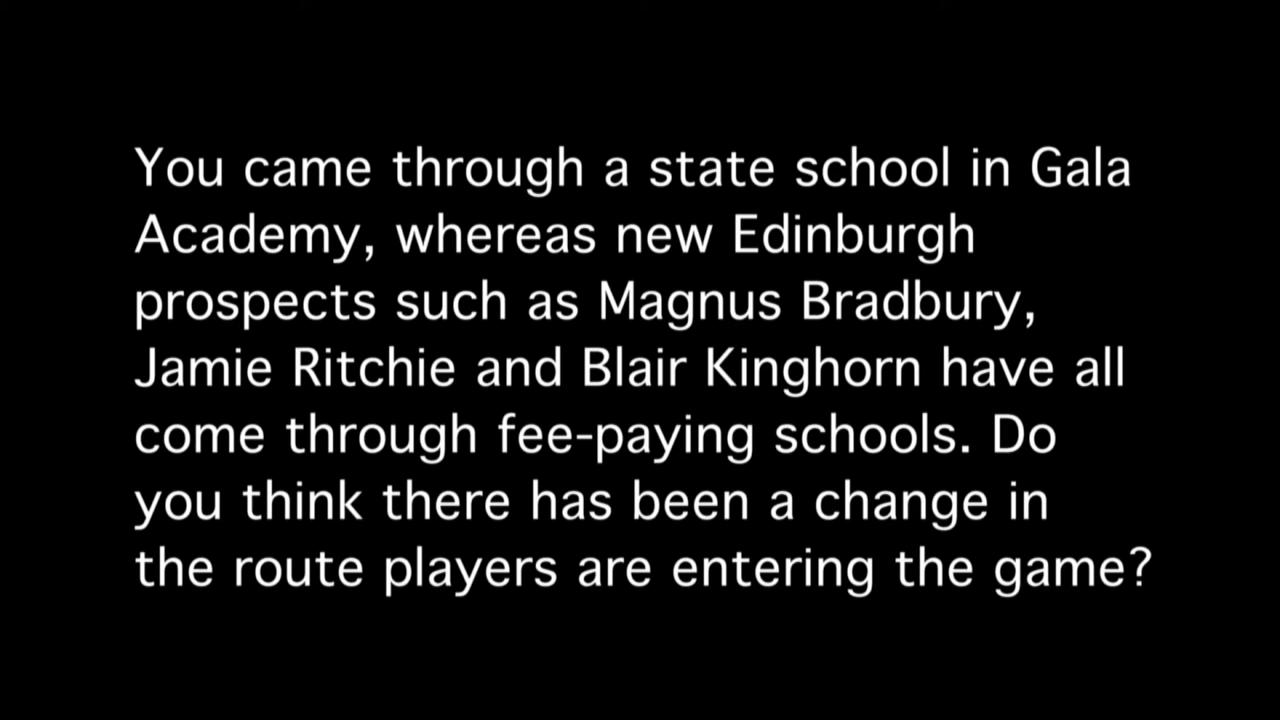 You came through a state school in Gala
Academy, whereas new Edinburgh
prospects such as Magnus Bradbury,
Jamie Ritchie and Blair Kinghorn have all
come through fee-paying schools. Do
you think there has been a change in
the route players are entering the game?